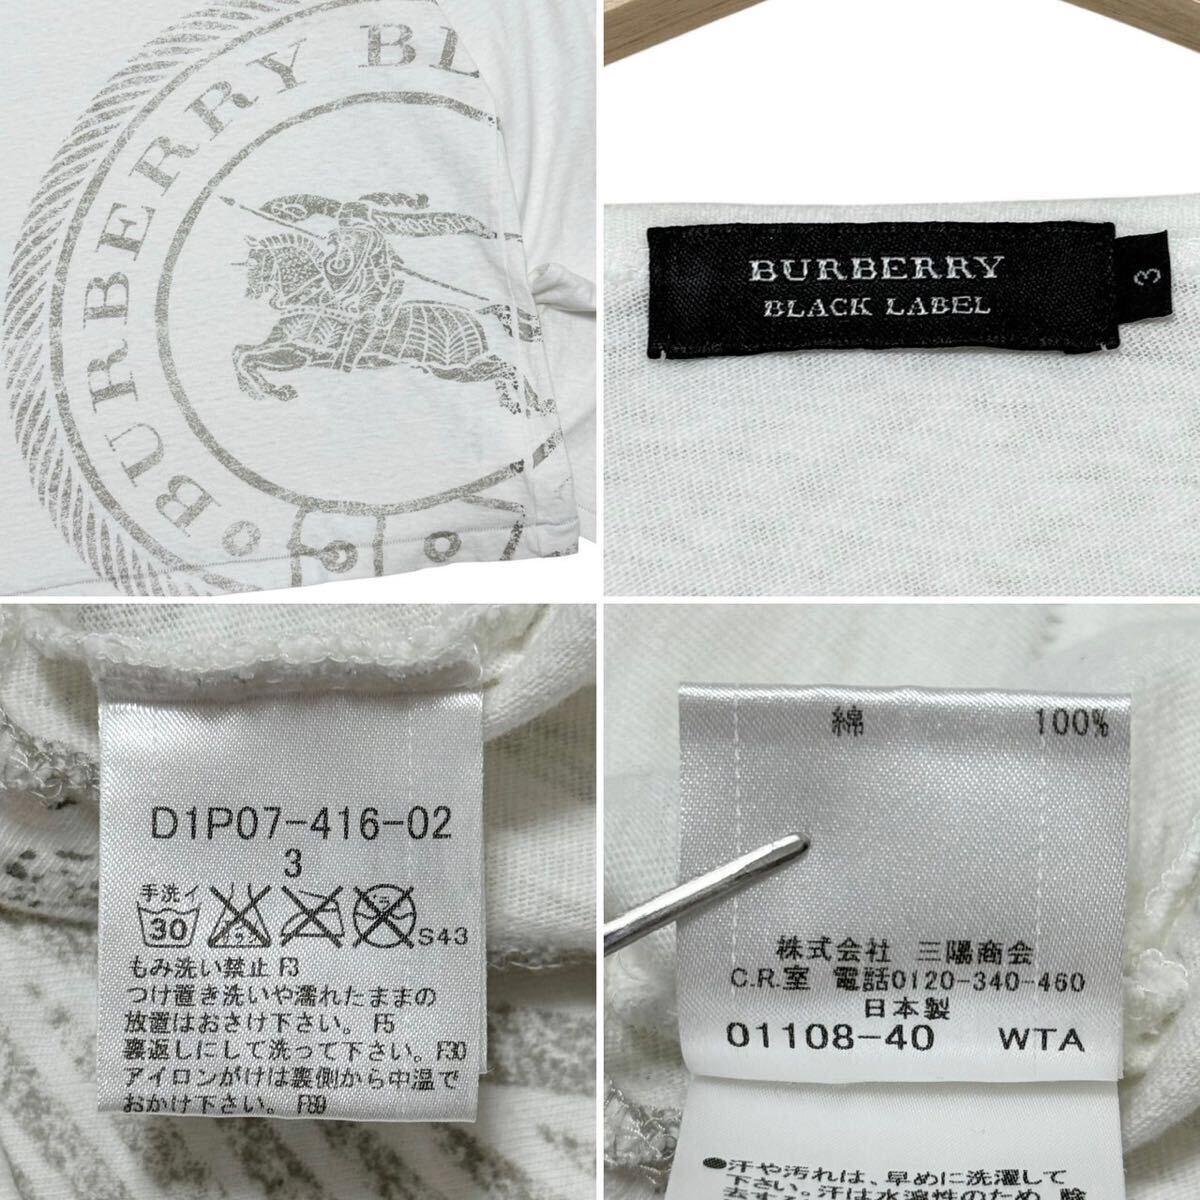 BURBERRY BL
BURBERRY
BLACK LABEL
3
D1P07-416-02
3
手洗イ
30
S43
もみ洗い禁止 F3
つけ置き洗いや濡れたままの
放置はおさけ下さい。 F5
裏返しにして洗って下さい。F30
アイロンがけは裏側から中温で
おかけ下さい。 F89
綿 100%
株式会社 三陽商会
C.R.室 電話0120-340-460
日本製
01108-40 WTA
●汗や汚れは、早めに洗濯して
下さい。汗は水溶性のため、